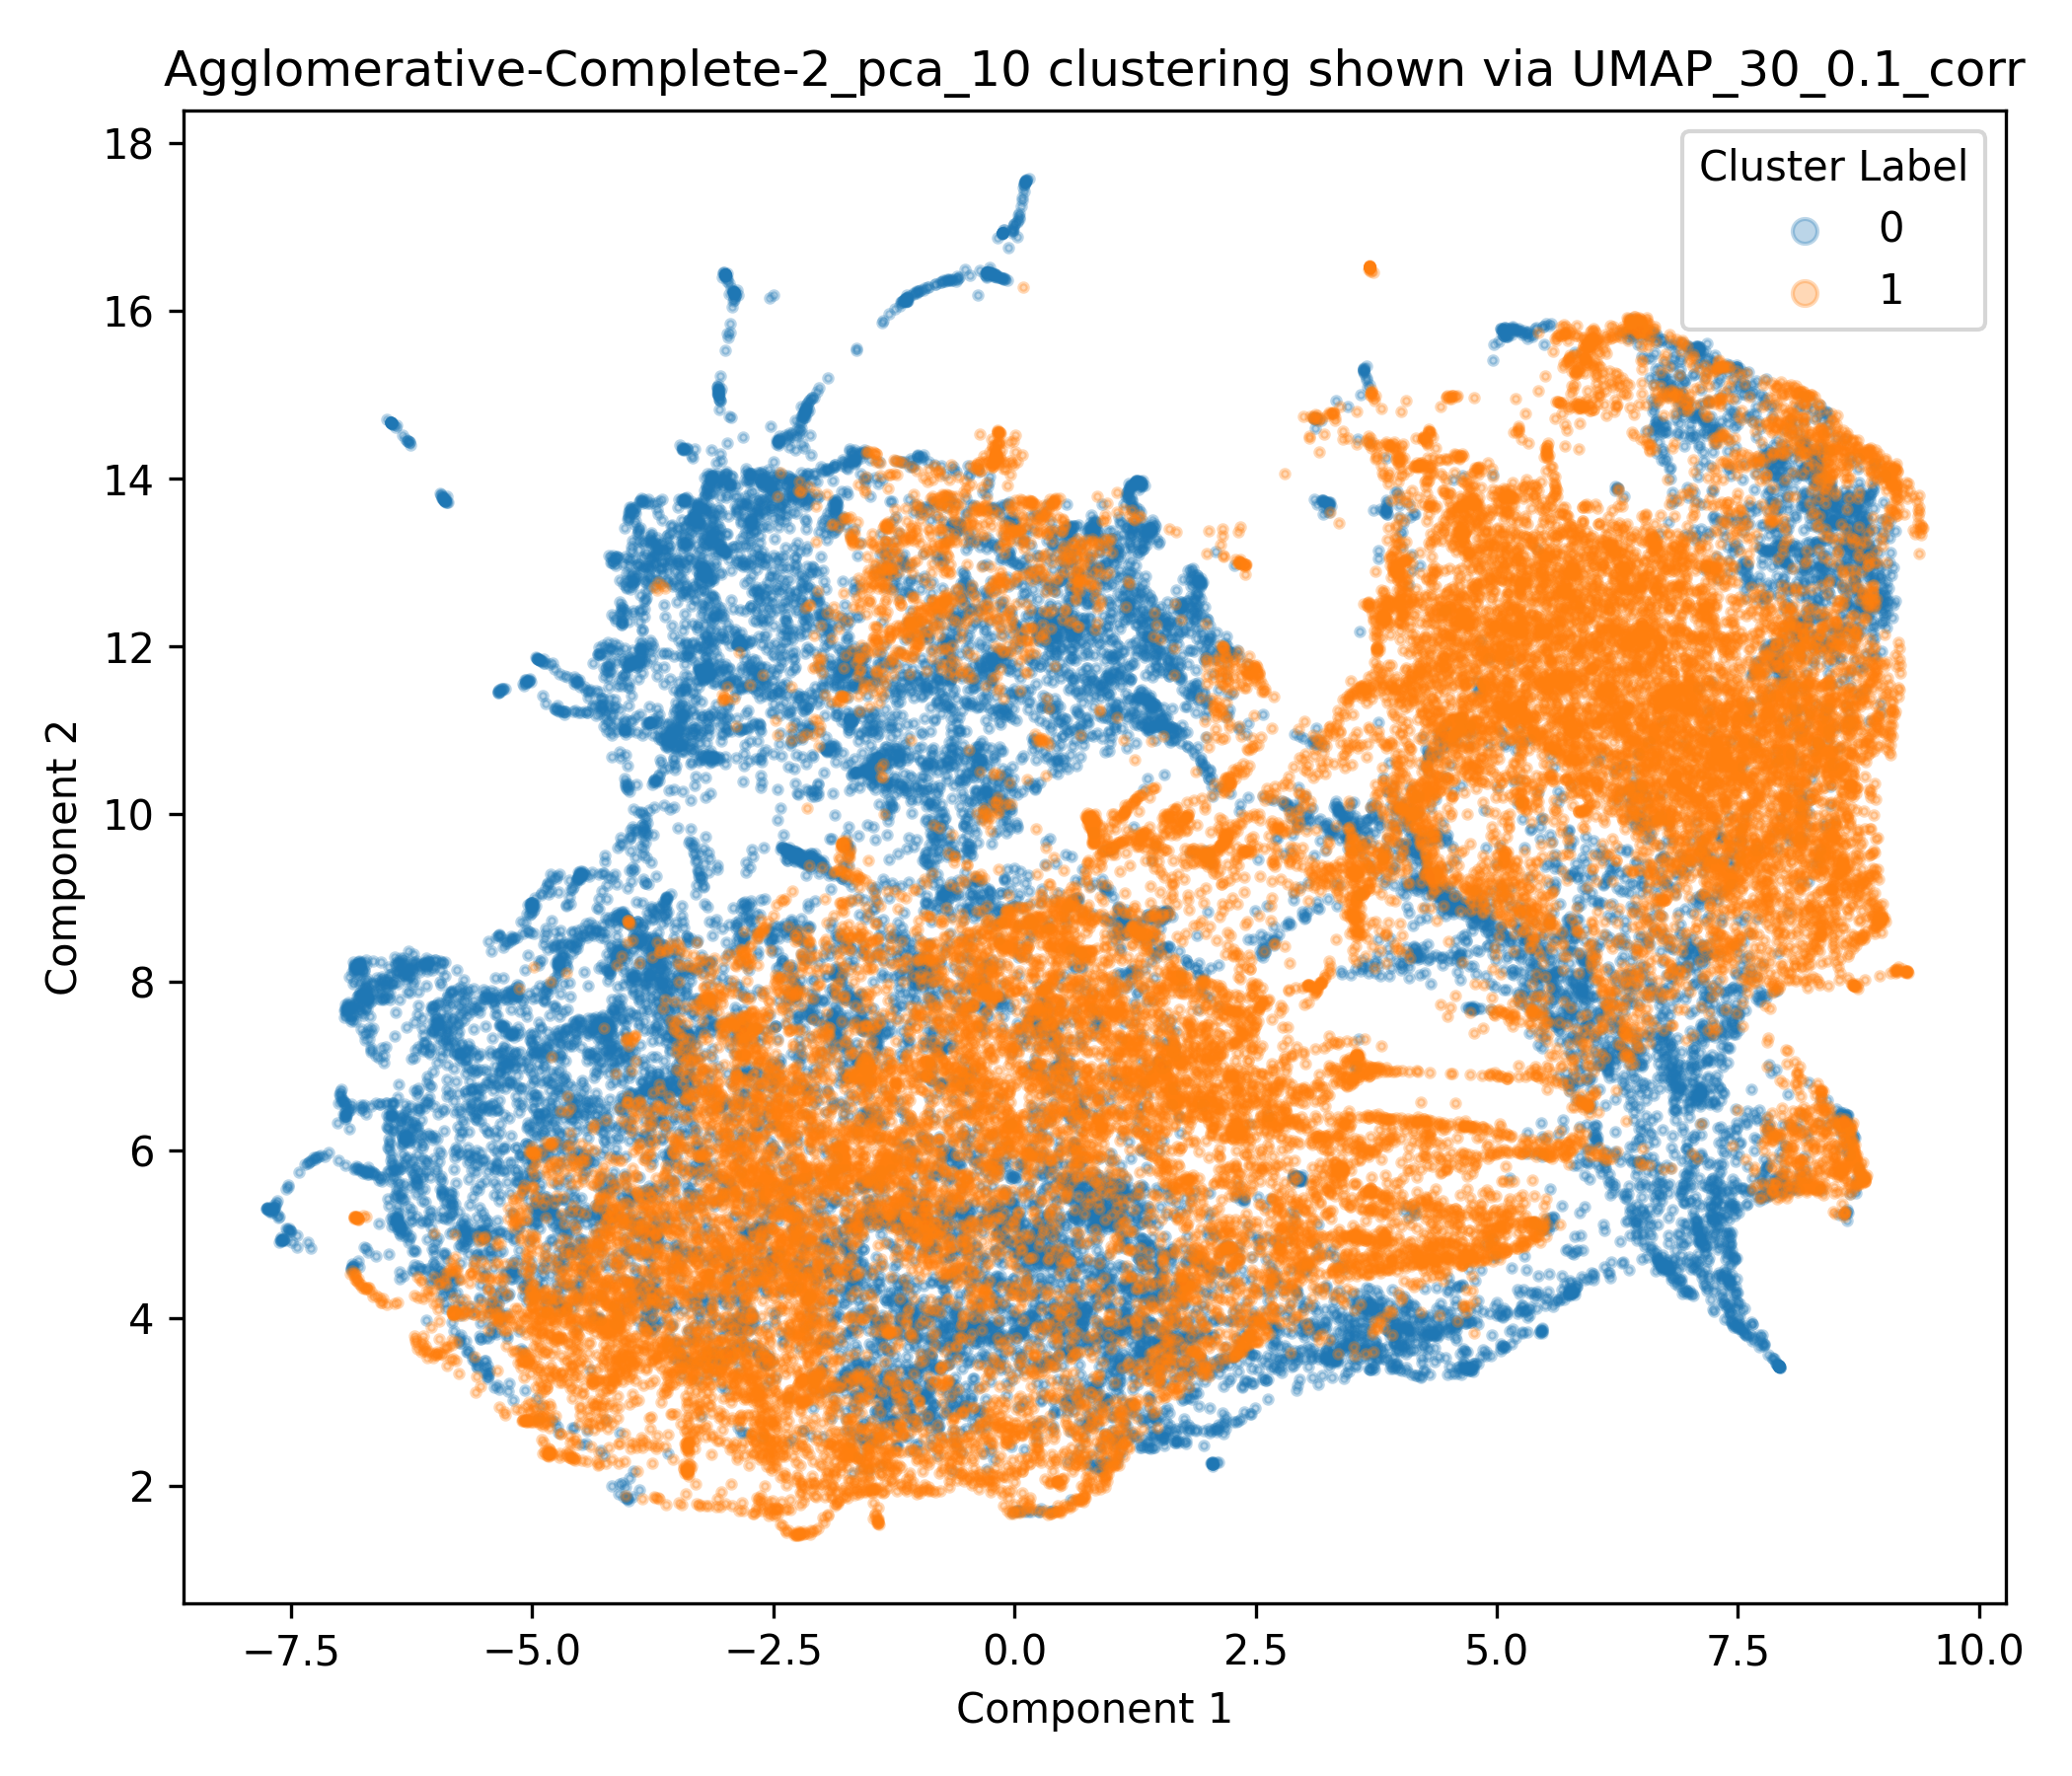 Agglomerative-Complete-2_pca_10 clustering shown via UMAP_30_0.1_corr
Cluster Label
0
1
18
16
14
12
10
8
6
4
2
Component 2
−7.5 −5.0 −2.5 0.0 2.5 5.0 7.5 10.0
Component 1